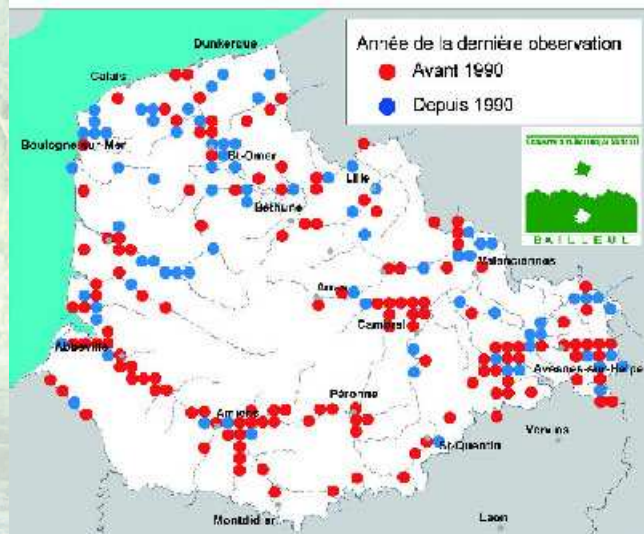 Dunkerque
Calais
Année de la dernière observation
Avant 1990
Depuis 1990
Boulogne-sur-Mer
St-Omer
Lille
Béthune
BAILLEUL
Valenciennes
Cambrai
Abbeville
Avesnes-sur-Helpe
Péronne
Amiens
St-Quentin
Vervins
Montdidier
Laon